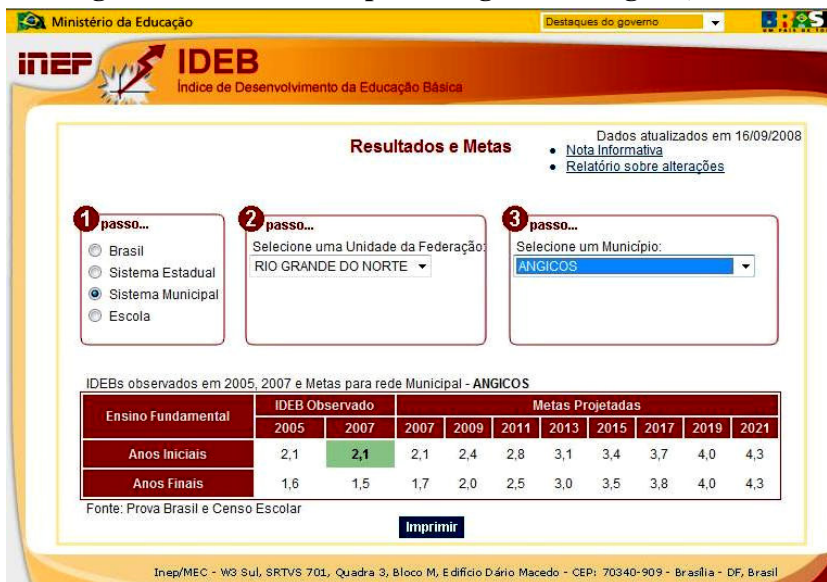 Ministério da Educação
Destaques do governo
BRAS
inep
IDEB
Índice de Desenvolvimento da Educação Básica
Resultados e Metas
Dados atualizados em 16/09/2008
• Nota Informativa
• Relatório sobre alterações
1 passo...
Brasil
Sistema Estadual
Sistema Municipal
Escola
2 passo...
Selecione uma Unidade da Federação:
RIO GRANDE DO NORTE
3 passo...
Selecione um Município:
ANGICOS
IDEBs observados em 2005, 2007 e Metas para rede Municipal - ANGICOS
Ensino Fundamental IDEB Observado Metas Projetadas
2005 2007 2007 2009 2011 2013 2015 2017 2019 2021
Anos Iniciais 2,1 2,1 2,1 2,4 2,8 3,1 3,4 3,7 4,0 4,3
Anos Finais 1,6 1,5 1,7 2,0 2,5 3,0 3,5 3,8 4,0 4,3
Fonte: Prova Brasil e Censo Escolar
Imprimir
Inep/MEC - W3 Sul, SRTVS 701, Quadra 3, Bloco M, Edifício Dário Macedo - CEP: 70340-909 - Brasília - DF, Brasil